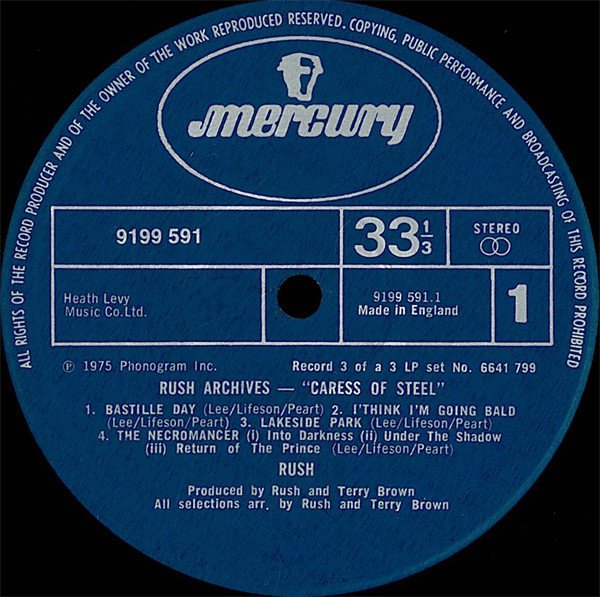 ALL RIGHTS OF THE RECORD PRODUCER AND OF THE OWNER OF THE WORK REPRODUCED RESERVED. COPYING, PUBLIC PERFORMANCE AND BROADCASTING OF THIS RECORD PROHIBITED
mercury
9199 591
33 1/3
STEREO
Heath Levy
Music Co.Ltd.
9199 591.1
Made in England
1
℗ 1975 Phonogram Inc.
Record 3 of a 3 LP set No. 6641 799
RUSH ARCHIVES — "CARESS OF STEEL"
1. BASTILLE DAY (Lee/Lifeson/Peart) 2. I'THINK I'M GOING BALD
(Lee/Lifeson/Peart) 3. LAKESIDE PARK (Lee/Lifeson/Peart)
4. THE NECROMANCER (i) Into Darkness (ii) Under The Shadow
(iii) Return of The Prince (Lee/Lifeson/Peart)
RUSH
Produced by Rush and Terry Brown
All selections arr. by Rush and Terry Brown